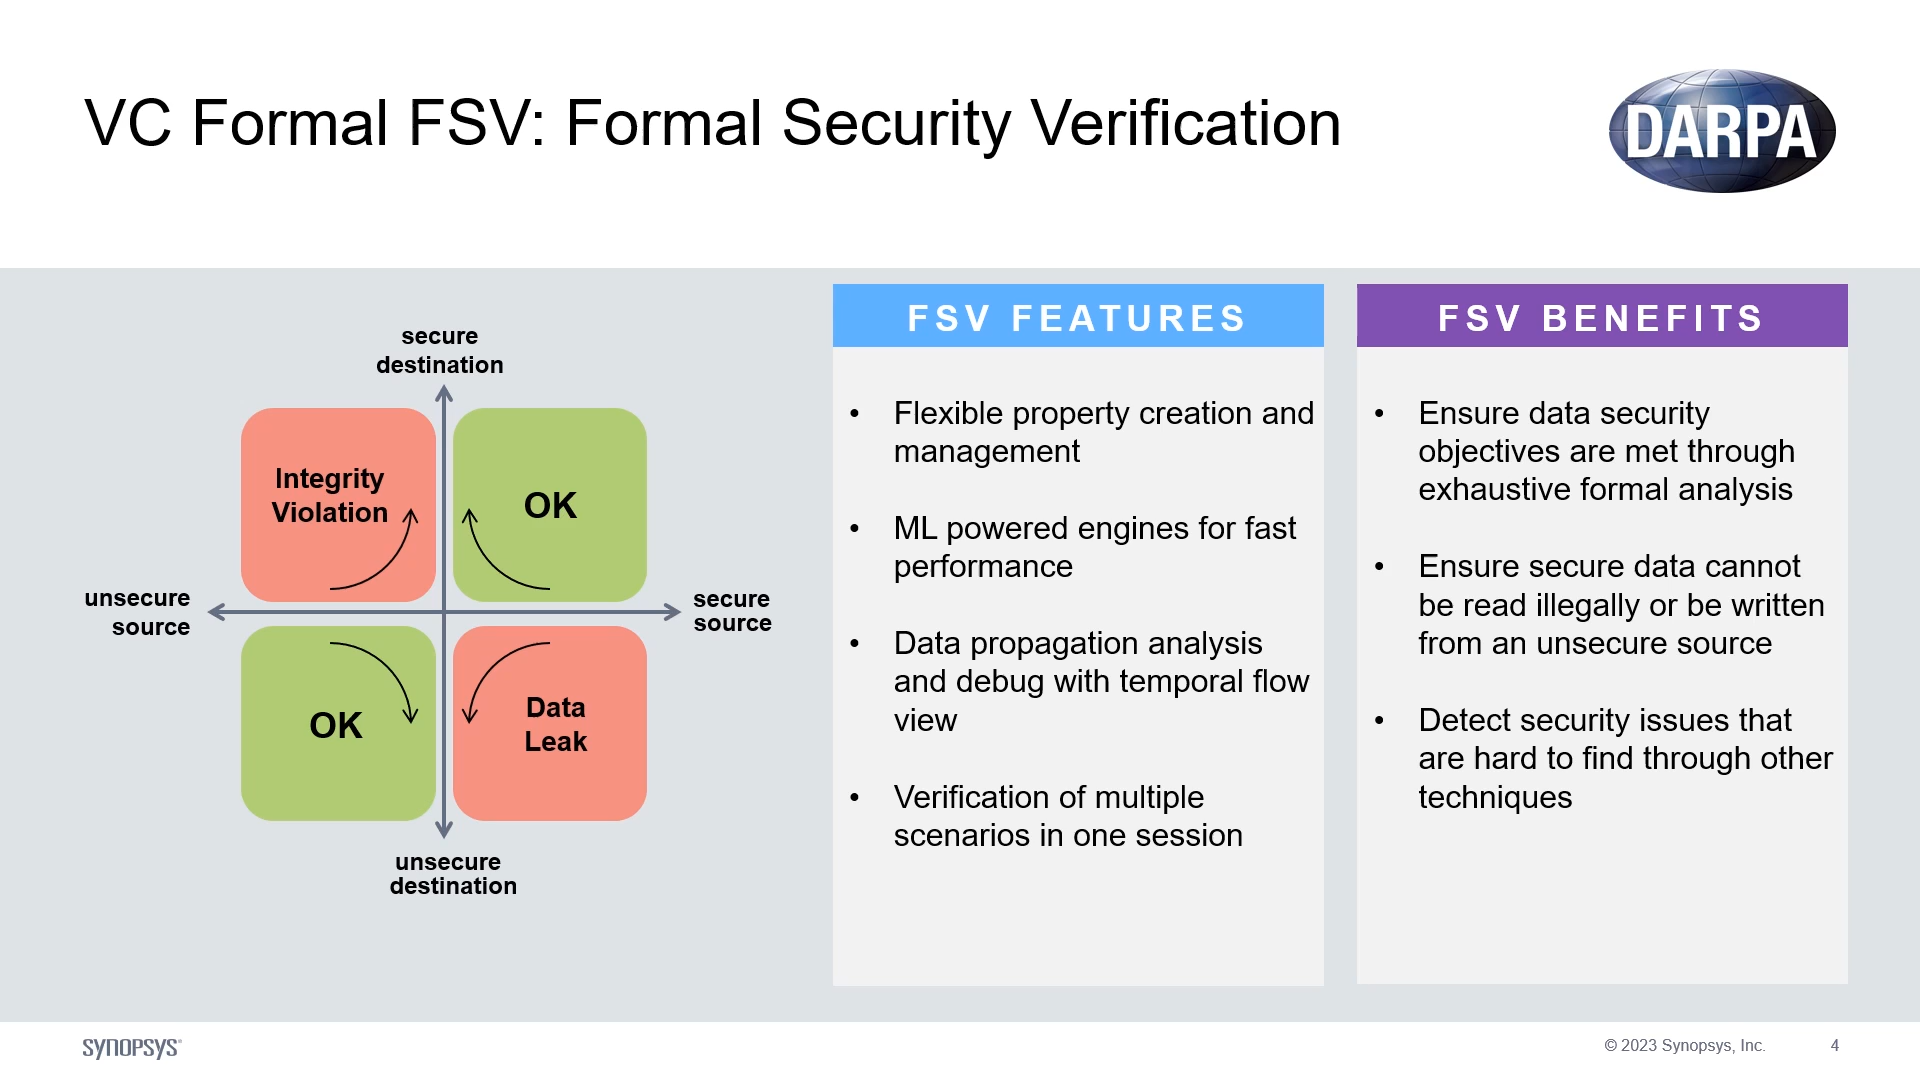 VC Formal FSV: Formal Security Verification
DARPA
secure
destination
Integrity
Violation
OK
unsecure
source
secure
source
OK
Data
Leak
unsecure
destination
FSV FEATURES
• Flexible property creation and
management
• ML powered engines for fast
performance
• Data propagation analysis
and debug with temporal flow
view
• Verification of multiple
scenarios in one session
FSV BENEFITS
• Ensure data security
objectives are met through
exhaustive formal analysis
• Ensure secure data cannot
be read illegally or be written
from an unsecure source
• Detect security issues that
are hard to find through other
techniques
SYNOPSYS®
© 2023 Synopsys, Inc.
4